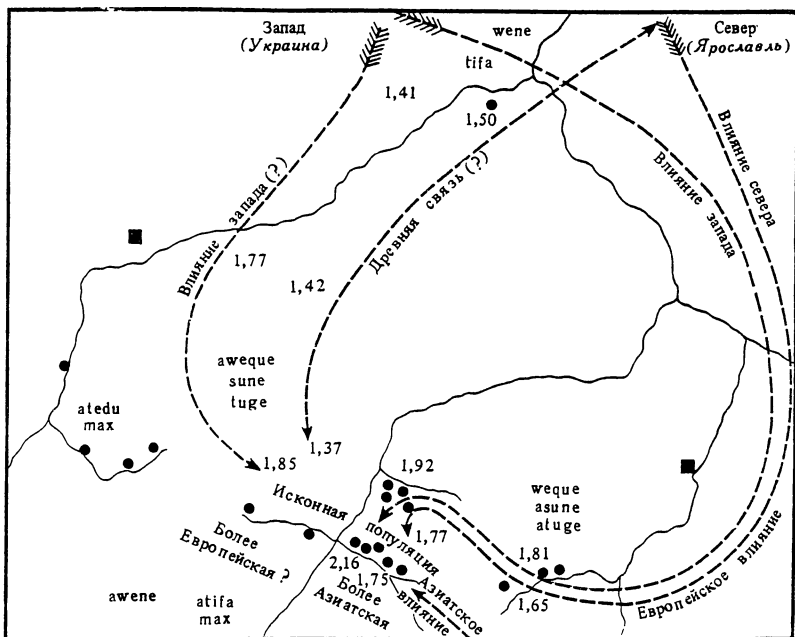 Запад
(Украина)
wene
Север
(Ярославль)
tifa
1,41
1,50
Влияние запада (?)
Древняя связь (?)
Влияние запада
Влияние севера
1,77
1,42
aweque
sune
tuge
atedu
max
1,37
1,85
1,92
Исконная
популяция
weque
asune
atuge
1,77
Более
Европейская ?
1,81
2,16
1,75
Более
Азиатская
Азиатское
влияние
1,65
Европейское влияние
awene
atifa
max